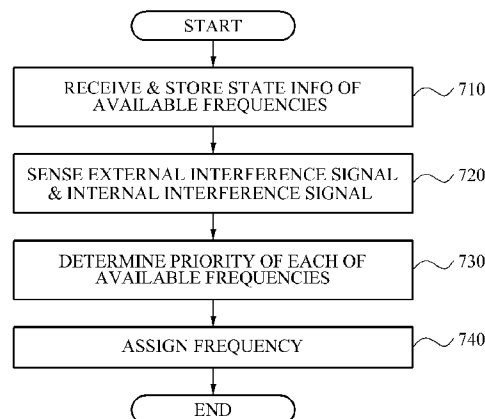 START
RECEIVE & STORE STATE INFO OF
AVAILABLE FREQUENCIES
710
SENSE EXTERNAL INTERFERENCE SIGNAL
& INTERNAL INTERFERENCE SIGNAL
720
DETERMINE PRIORITY OF EACH OF
AVAILABLE FREQUENCIES
730
ASSIGN FREQUENCY
740
END